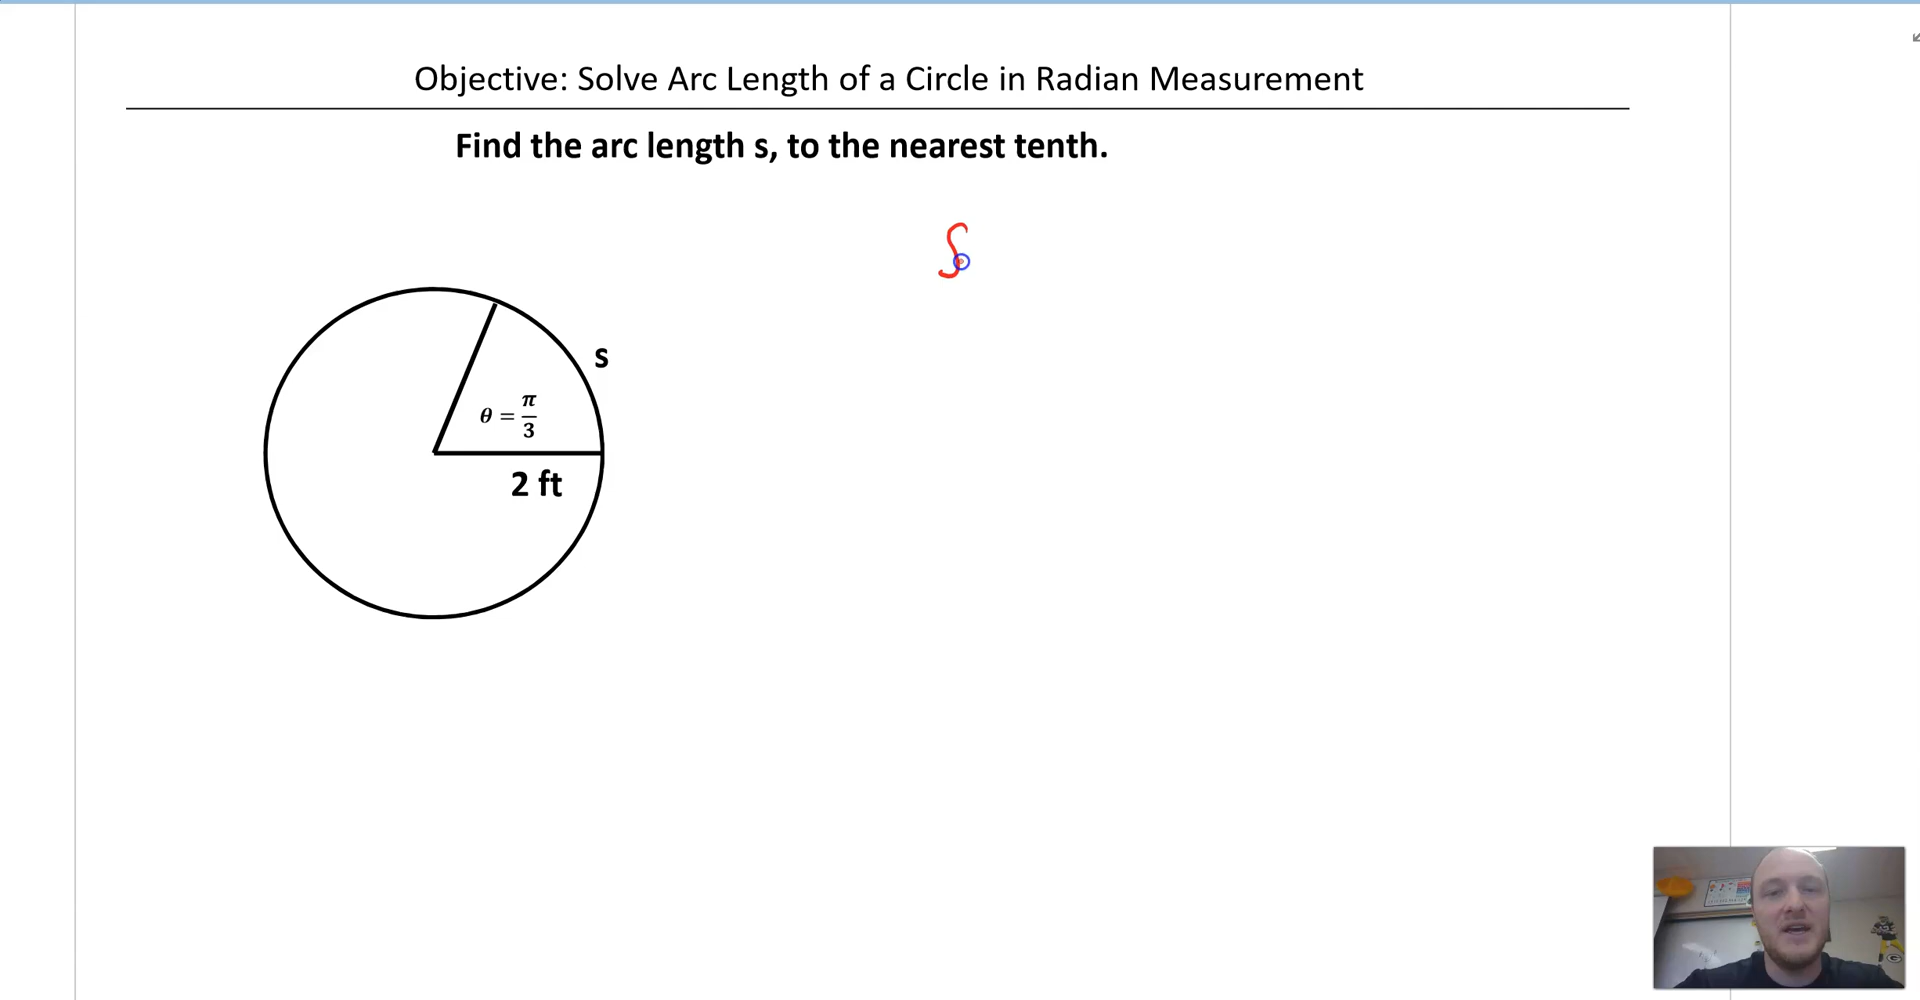 Objective: Solve Arc Length of a Circle in Radian Measurement
Find the arc length s, to the nearest tenth.
S
s
θ = π/3
2 ft